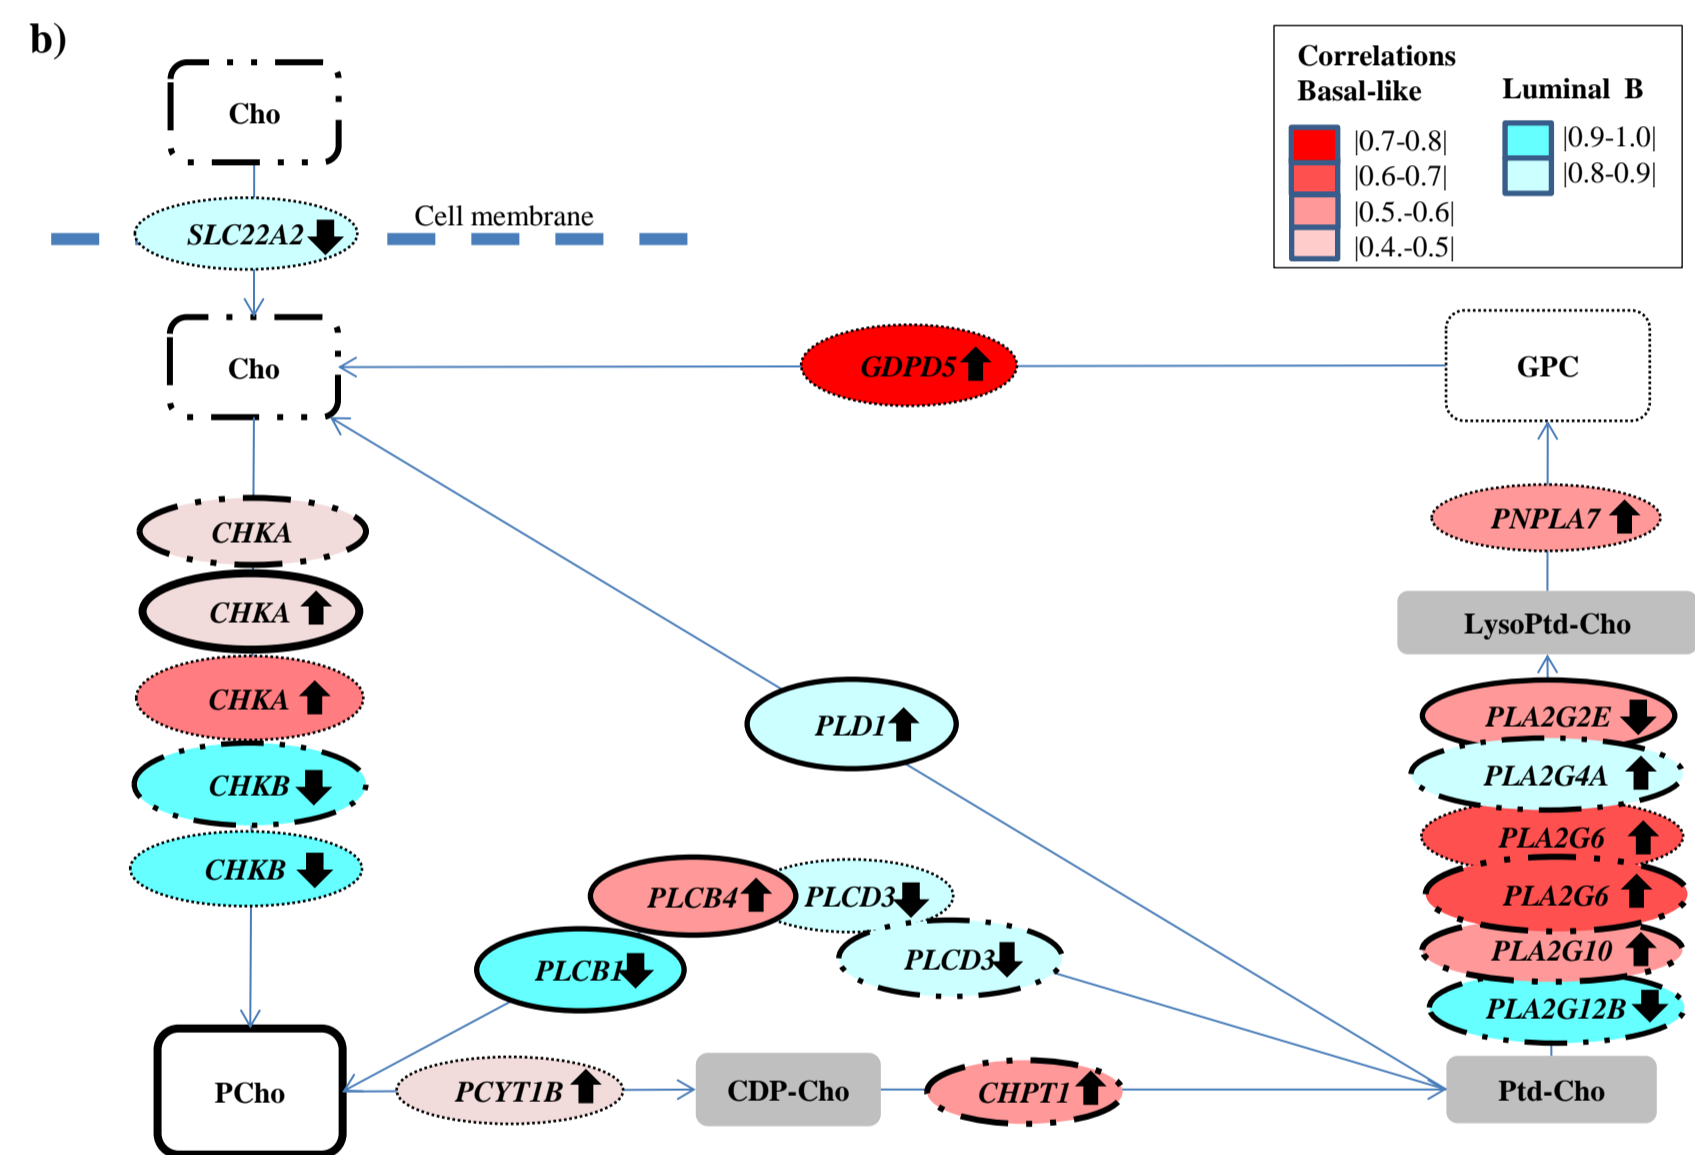 b)
Correlations
Basal-like
Luminal B
|0.7-0.8|
|0.6-0.7|
|0.5.-0.6|
|0.4.-0.5|
|0.9-1.0|
|0.8-0.9|
Cho
SLC22A2
Cell membrane
Cho
GDPD5
GPC
CHKA
PNPLA7
CHKA
LysoPtd-Cho
CHKA
PLD1
PLA2G2E
CHKB
PLA2G4A
PLA2G6
CHKB
PLCB4
PLCD3
PLA2G6
PLCB1
PLCD3
PLA2G10
PLA2G12B
PCho
PCYT1B
CDP-Cho
CHPT1
Ptd-Cho